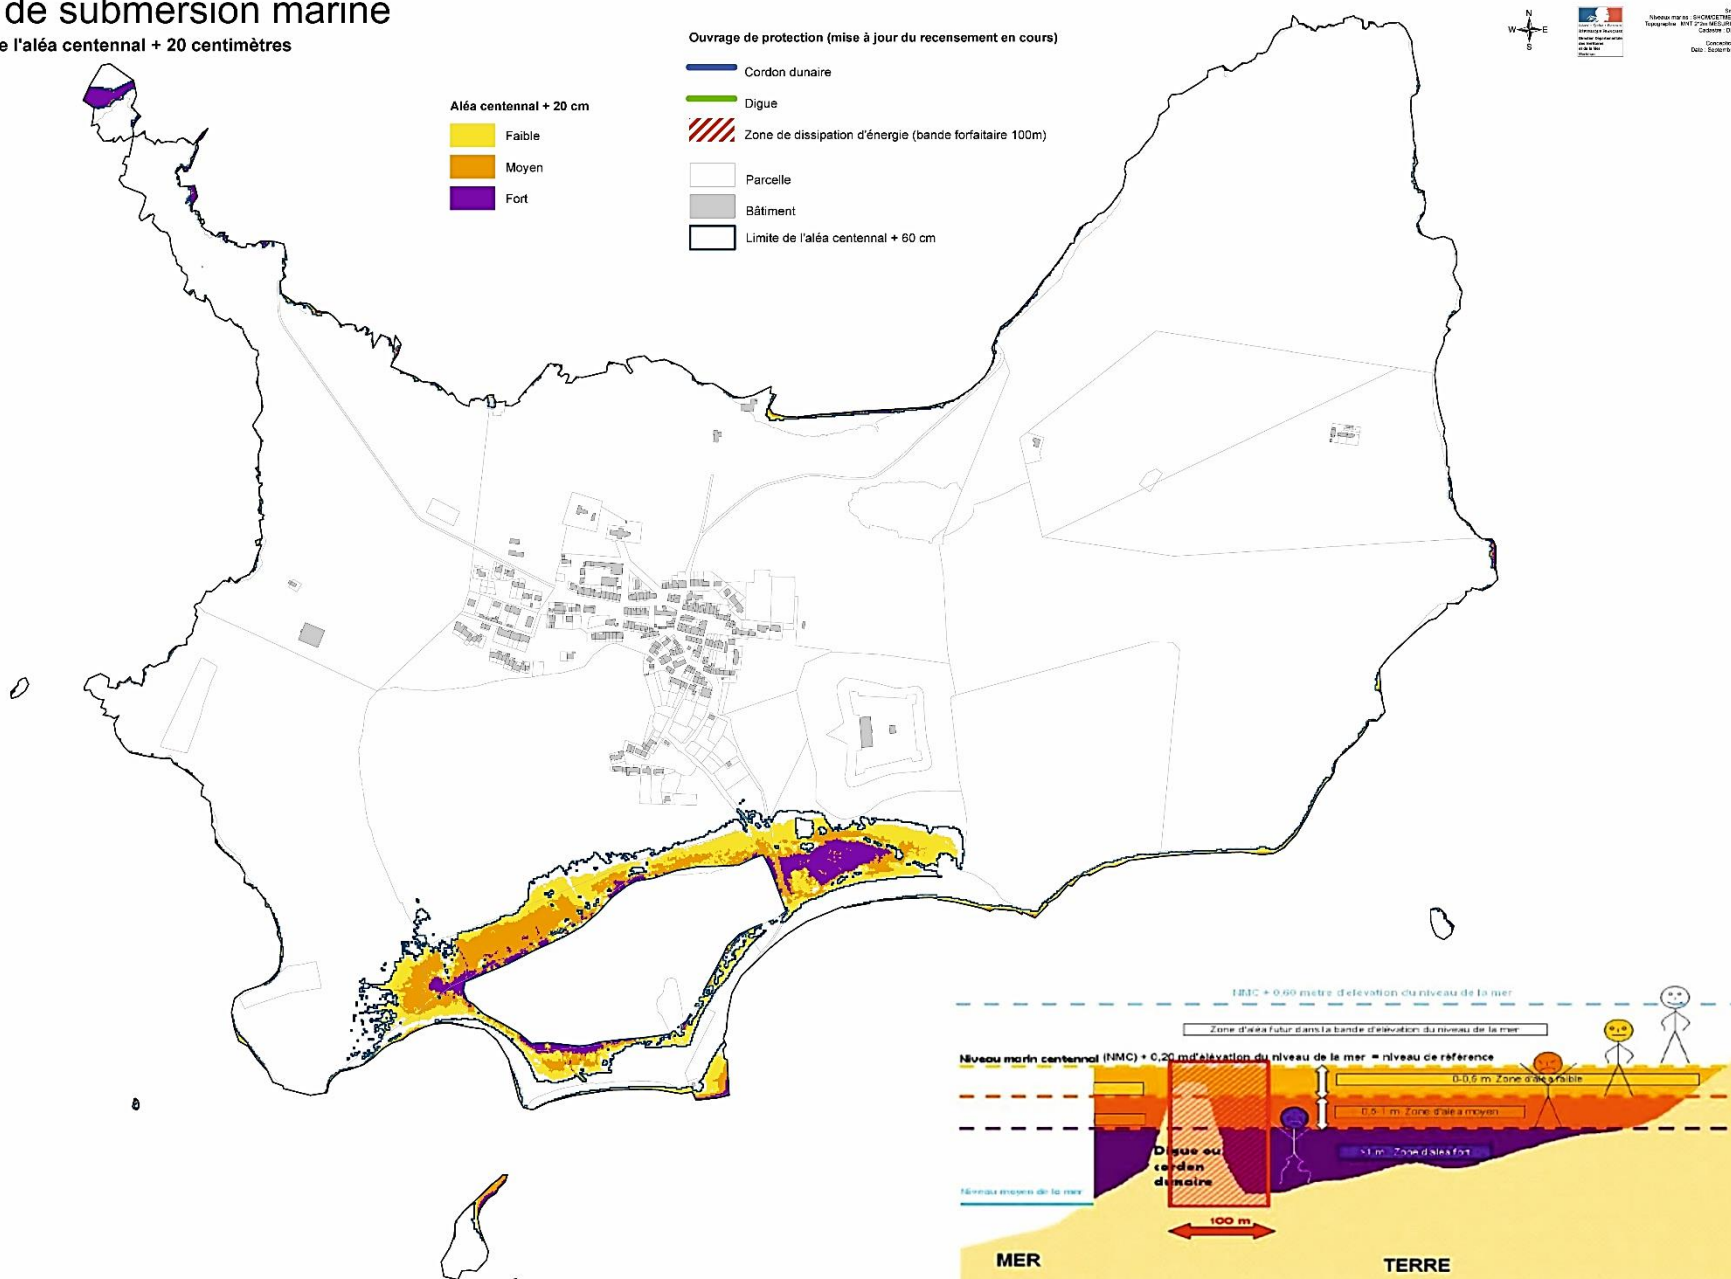 de submersion marine
e l'aléa centennal + 20 centimètres
Aléa centennal + 20 cm
Faible
Moyen
Fort
Ouvrage de protection (mise à jour du recensement en cours)
Cordon dunaire
Digue
Zone de dissipation d'énergie (bande forfaitaire 100m)
Parcelle
Bâtiment
Limite de l'aléa centennal + 60 cm
N
W E
S
NMC + 0,60 mètre d'élévation du niveau de la mer
Zone d'aléa futur dans la bande d'élévation du niveau de la mer
Niveau marin centennal (NMC) + 0,20 md'élévation du niveau de la mer = niveau de référence
0-0,5 m Zone d'aléa faible
0,5-1 m Zone d'aléa moyen
>1 m Zone d'aléa fort
Digue ou
cordon
dunaire
Niveau moyen de la mer
100 m
MER
TERRE